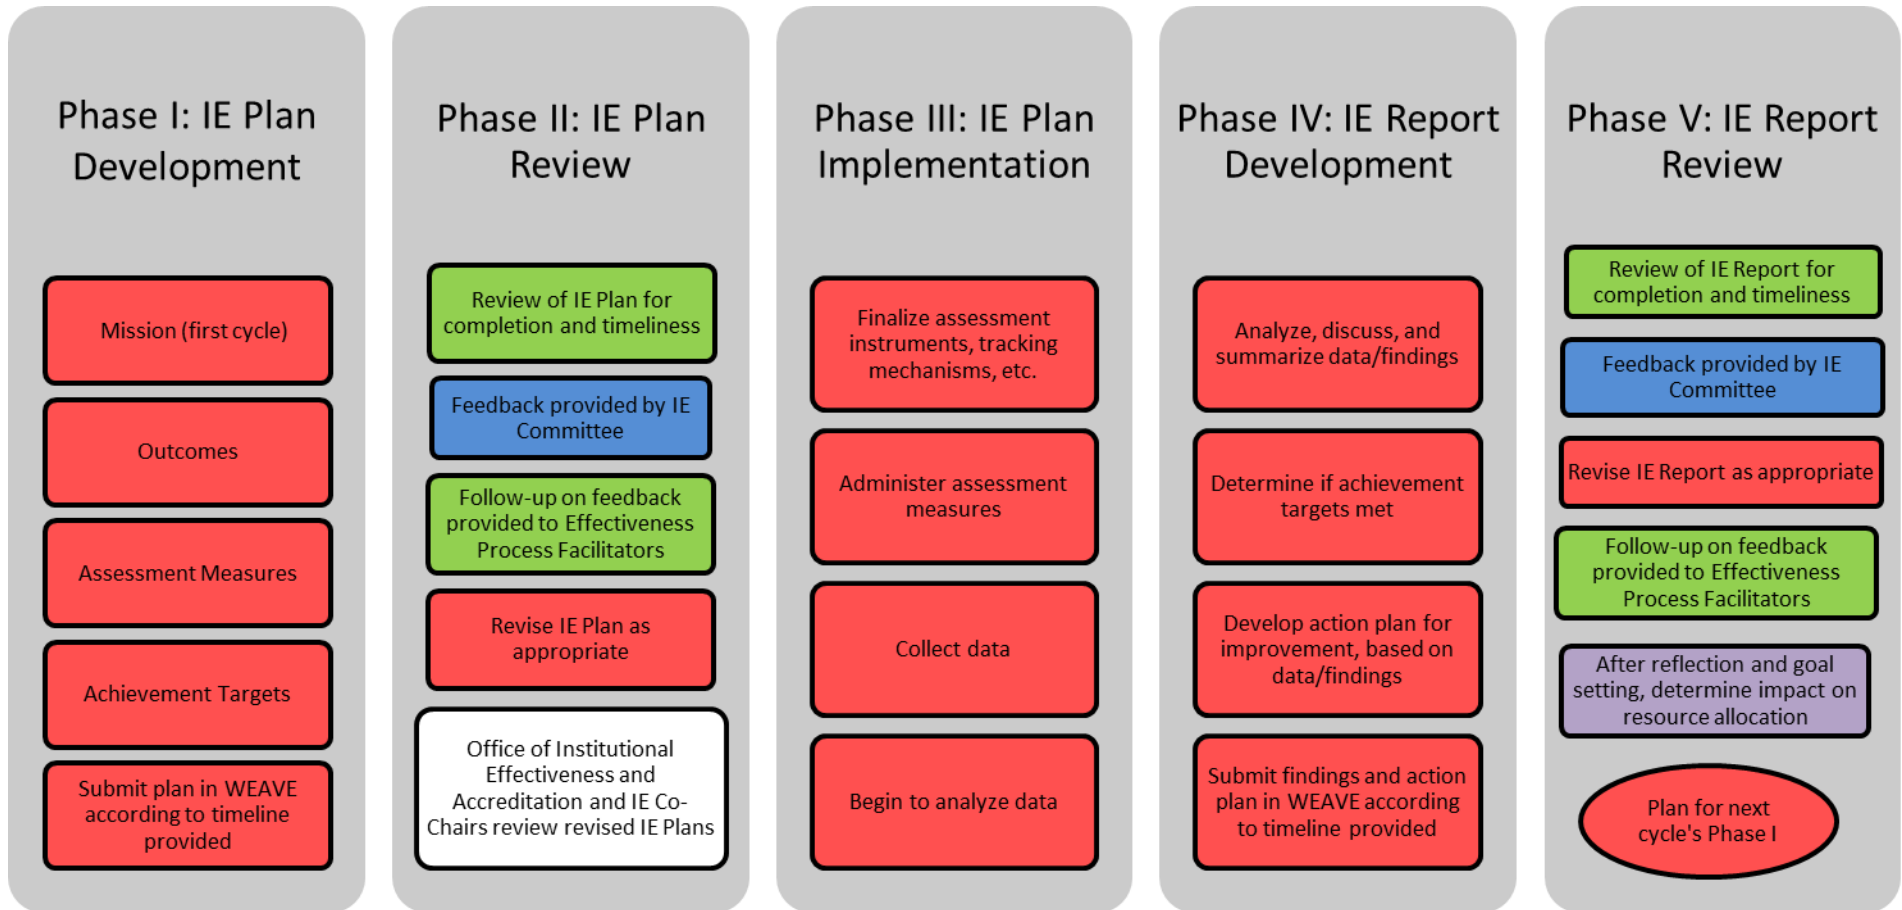 Phase I: IE Plan
Development
Mission (first cycle)
Outcomes
Assessment Measures
Achievement Targets
Submit plan in WEAVE
according to timeline
provided
Phase II: IE Plan
Review
Review of IE Plan for
completion and timeliness
Feedback provided by IE
Committee
Follow-up on feedback
provided to Effectiveness
Process Facilitators
Revise IE Plan as
appropriate
Office of Institutional
Effectiveness and
Accreditation and IE Co-
Chairs review revised IE Plans
Phase III: IE Plan
Implementation
Finalize assessment
instruments, tracking
mechanisms, etc.
Administer assessment
measures
Collect data
Begin to analyze data
Phase IV: IE Report
Development
Analyze, discuss, and
summarize data/findings
Determine if achievement
targets met
Develop action plan for
improvement, based on
data/findings
Submit findings and action
plan in WEAVE according
to timeline provided
Phase V: IE Report
Review
Review of IE Report for
completion and timeliness
Feedback provided by IE
Committee
Revise IE Report as appropriate
Follow-up on feedback
provided to Effectiveness
Process Facilitators
After reflection and goal
setting, determine impact on
resource allocation
Plan for next
cycle's Phase I